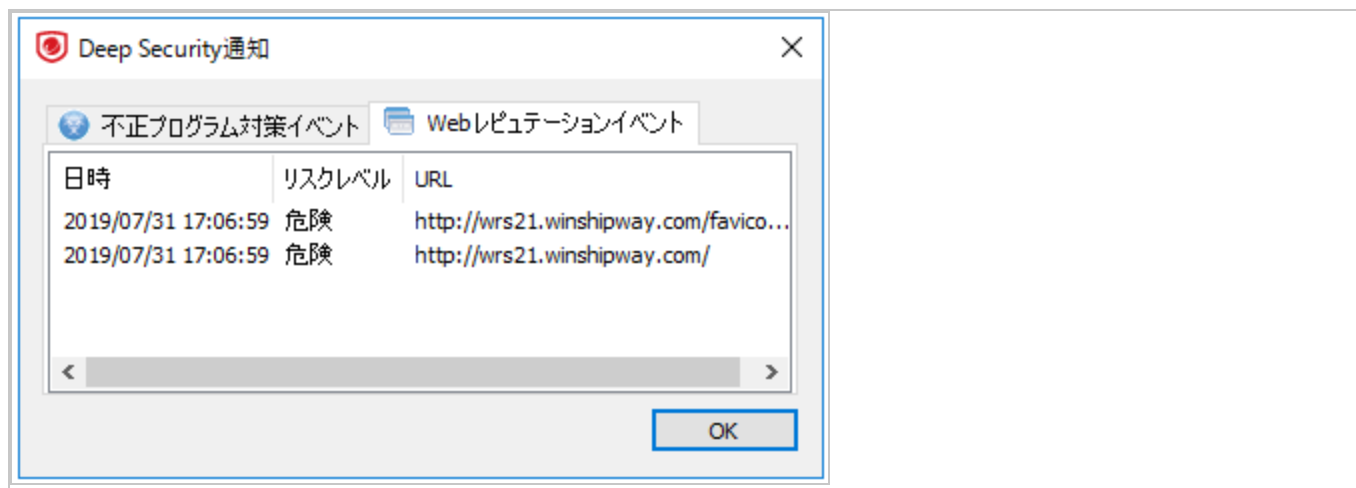 Deep Security通知
不正プログラム対策イベント Webレピュテーションイベント
日時 リスクレベル URL
2019/07/31 17:06:59 危険 http://wrs21.winshipway.com/favico...
2019/07/31 17:06:59 危険 http://wrs21.winshipway.com/
OK